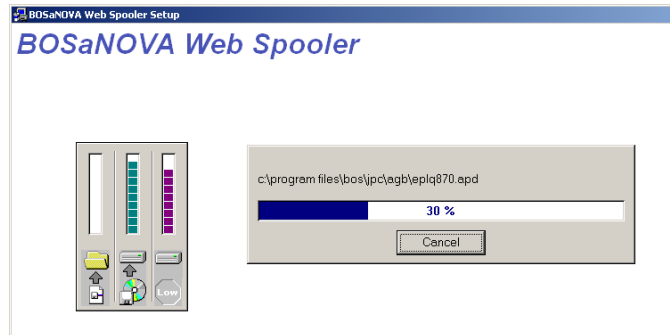 BOSaNOVA Web Spooler Setup
BOSaNOVA Web Spooler
c:\program files\bos\jpc\agb\eplq870.apd
30 %
Cancel
Low